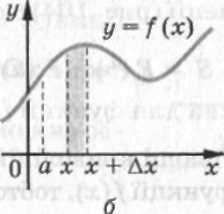 y
y = f(x)
0 a x x + Δx x
б